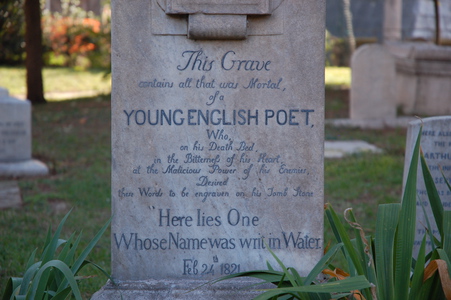 This Grave
contains all that was Mortal,
of a
YOUNG ENGLISH POET,
Who,
on his Death Bed,
in the Bitterness of his Heart,
at the Malicious Power of his Enemies,
Desired
these Words to be engraven on his Tomb Stone
"Here lies One
Whose Name was writ in Water.
Feb 24th 1821